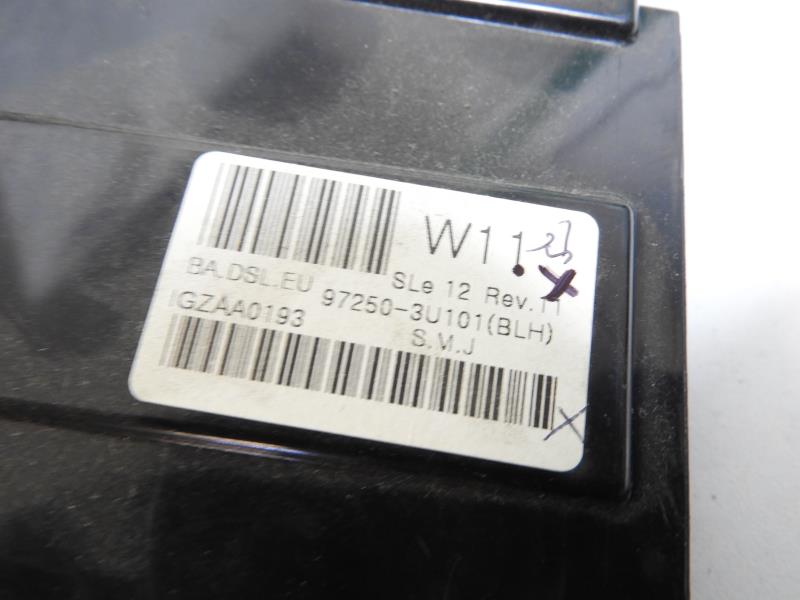 W11.
BA.DSL.EU SLe 12 Rev.11
IGZAA0193 97250-3U101(BLH)
S.M.J